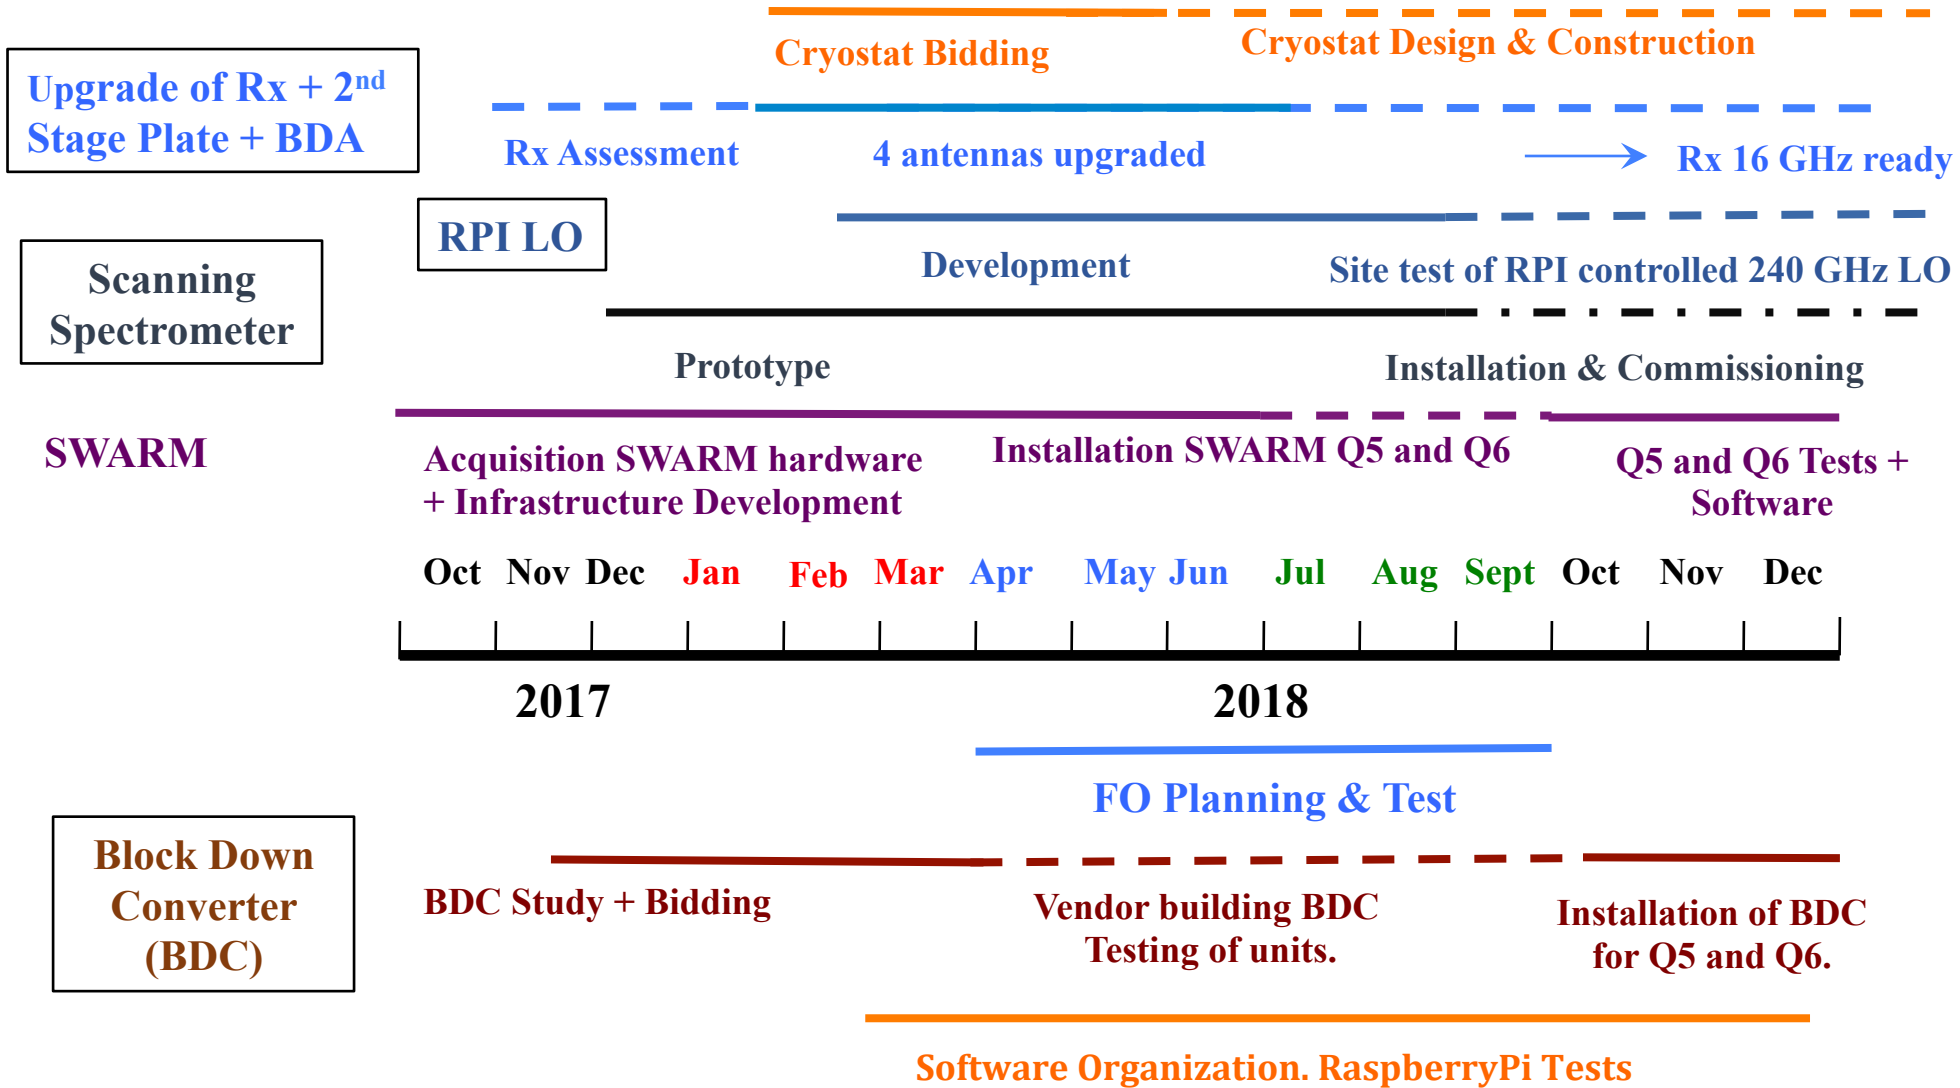 Cryostat Bidding
Cryostat Design & Construction
Upgrade of Rx + 2nd
Stage Plate + BDA
Rx Assessment
4 antennas upgraded
Rx 16 GHz ready
RPI LO
Development
Site test of RPI controlled 240 GHz LO
Scanning
Spectrometer
Prototype
Installation & Commissioning
SWARM
Acquisition SWARM hardware
+ Infrastructure Development
Installation SWARM Q5 and Q6
Q5 and Q6 Tests +
Software
Oct Nov Dec Jan Feb Mar Apr May Jun Jul Aug Sept Oct Nov Dec
2017 2018
FO Planning & Test
Block Down
Converter
(BDC)
BDC Study + Bidding
Vendor building BDC
Testing of units.
Installation of BDC
for Q5 and Q6.
Software Organization. RaspberryPi Tests